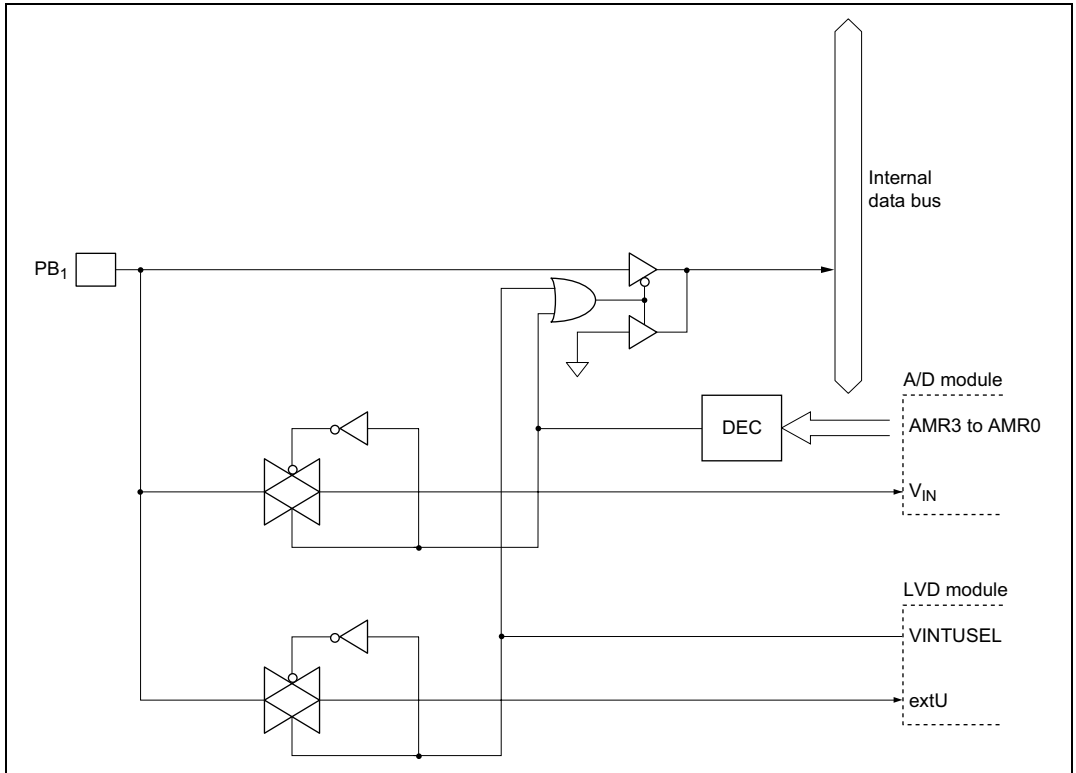 Internal
data bus
PB1
A/D module
DEC
AMR3 to AMR0
VIN
LVD module
VINTUSEL
extU